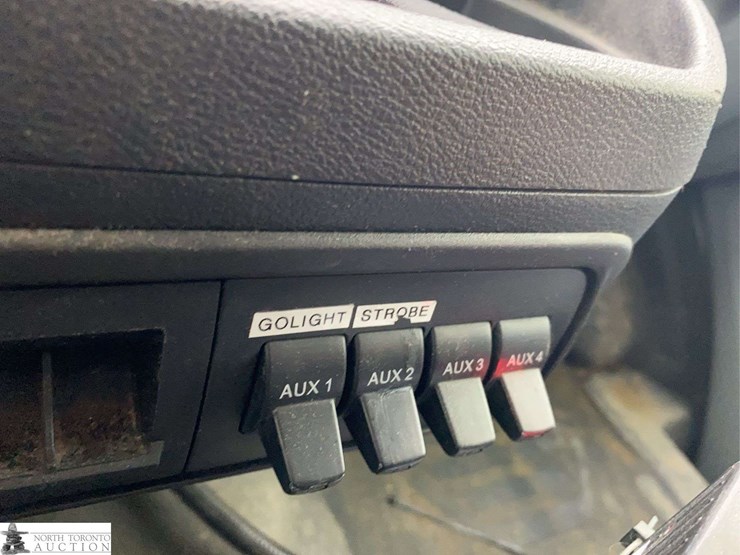 GOLIGHT STROBE
AUX 1 AUX 2 AUX 3 AUX 4
NORTH TORONTO
AUCTION